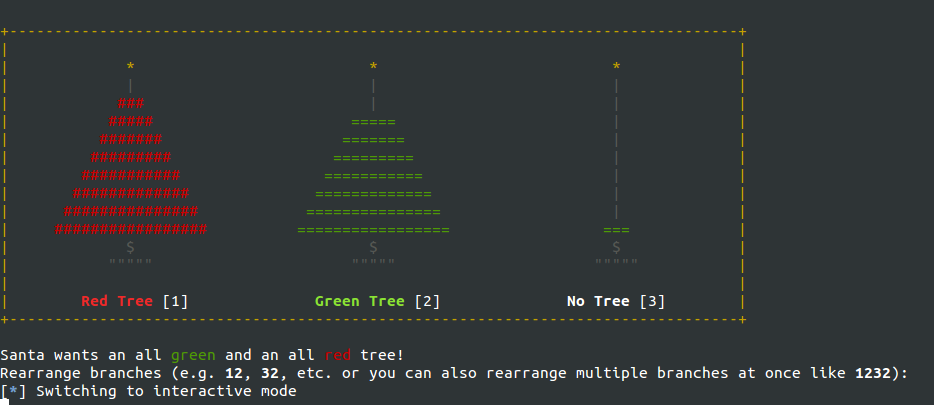 +---------------------------------------------------------------------------------+
|                                                                                 |
|             *                          *                          *             |
|             |                          |                          |             |
|            ###                         |                          |             |
|           #####                      =====                        |             |
|          #######                    =======                       |             |
|         #########                  =========                      |             |
|        ###########                ===========                     |             |
|       #############              =============                    |             |
|      ###############            ===============                   |             |
|     #################          =================                 ===            |
|             $                          $                          $             |
|           """""                      """""                      """""           |
|                                                                                 |
|        Red Tree [1]              Green Tree [2]              No Tree [3]        |
+---------------------------------------------------------------------------------+
Santa wants an all green and an all red tree!
Rearrange branches (e.g. 12, 32, etc. or you can also rearrange multiple branches at once like 1232):
[*] Switching to interactive mode